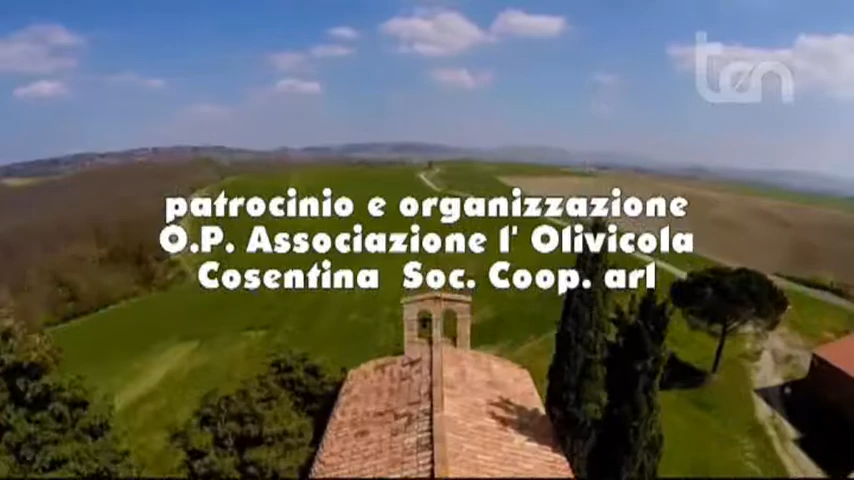 ten
patrocinio e organizzazione
O.P. Associazione l' Olivicola
Cosentina Soc. Coop. arl